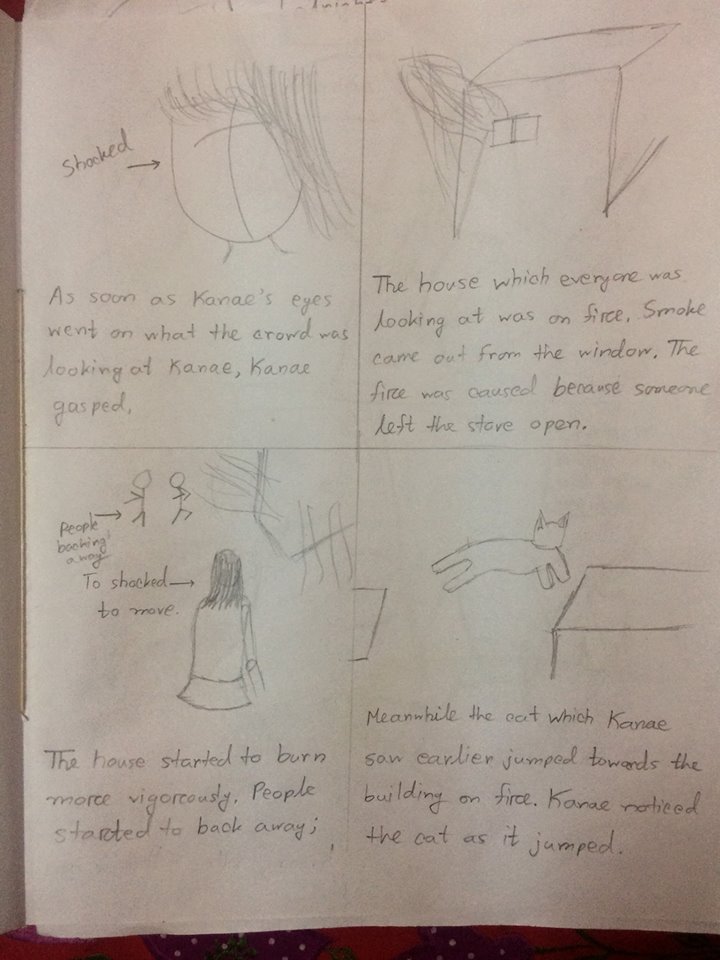 Shocked
As soon as Kanae's eyes
went on what the crowd was
looking at Kanae, Kanae
gasped,
The house which everyone was
looking at was on fire. Smoke
came out from the window. The
fire was caused because someone
left the stove open.
People
backing
away
To shocked
to move.
The house started to burn
more vigorously. People
started to back away;
Meanwhile the cat which Kanae
saw earlier jumped towards the
building on fire. Kanae noticed
the cat as it jumped.